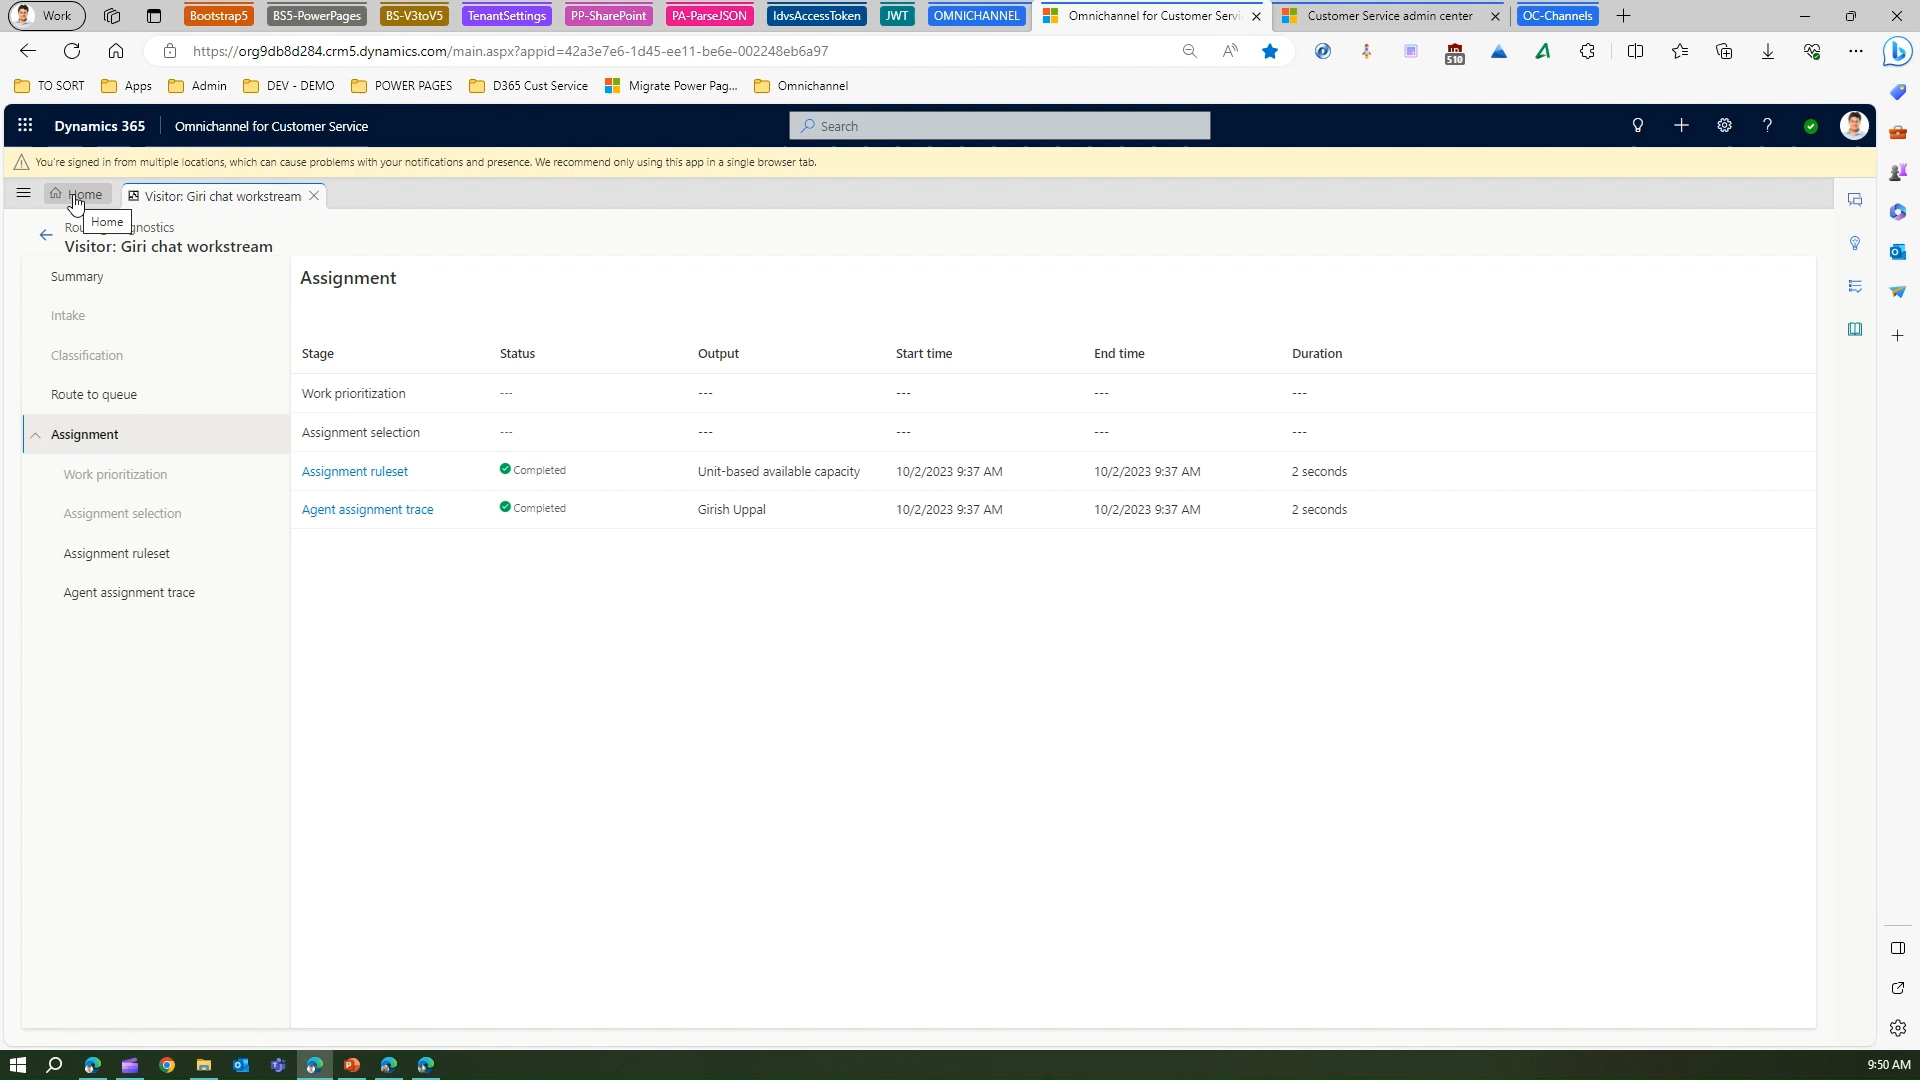 Work
Bootstrap5
BS5-PowerPages
BS-V3toV5
TenantSettings
PP-SharePoint
PA-ParseJSON
IdvsAccessToken
JWT
OMNICHANNEL
Omnichannel for Customer Servi
Customer Service admin center
OC-Channels
https://org9db8d284.crm5.dynamics.com/main.aspx?appid=42a3e7e6-1d45-ee11-be6e-002248eb6a97
510
TO SORT
Apps
Admin
DEV - DEMO
POWER PAGES
D365 Cust Service
Migrate Power Pag...
Omnichannel
Dynamics 365
Omnichannel for Customer Service
Search
You're signed in from multiple locations, which can cause problems with your notifications and presence. We recommend only using this app in a single browser tab.
Home
Visitor: Giri chat workstream
Home
Visitor: Giri chat workstream
Summary
Intake
Classification
Route to queue
Assignment
Work prioritization
Assignment selection
Assignment ruleset
Agent assignment trace
Assignment
Stage Status Output Start time End time Duration
Work prioritization --- --- --- --- ---
Assignment selection --- --- --- --- ---
Assignment ruleset Completed Unit-based available capacity 10/2/2023 9:37 AM 10/2/2023 9:37 AM 2 seconds
Agent assignment trace Completed Girish Uppal 10/2/2023 9:37 AM 10/2/2023 9:37 AM 2 seconds
9:50 AM